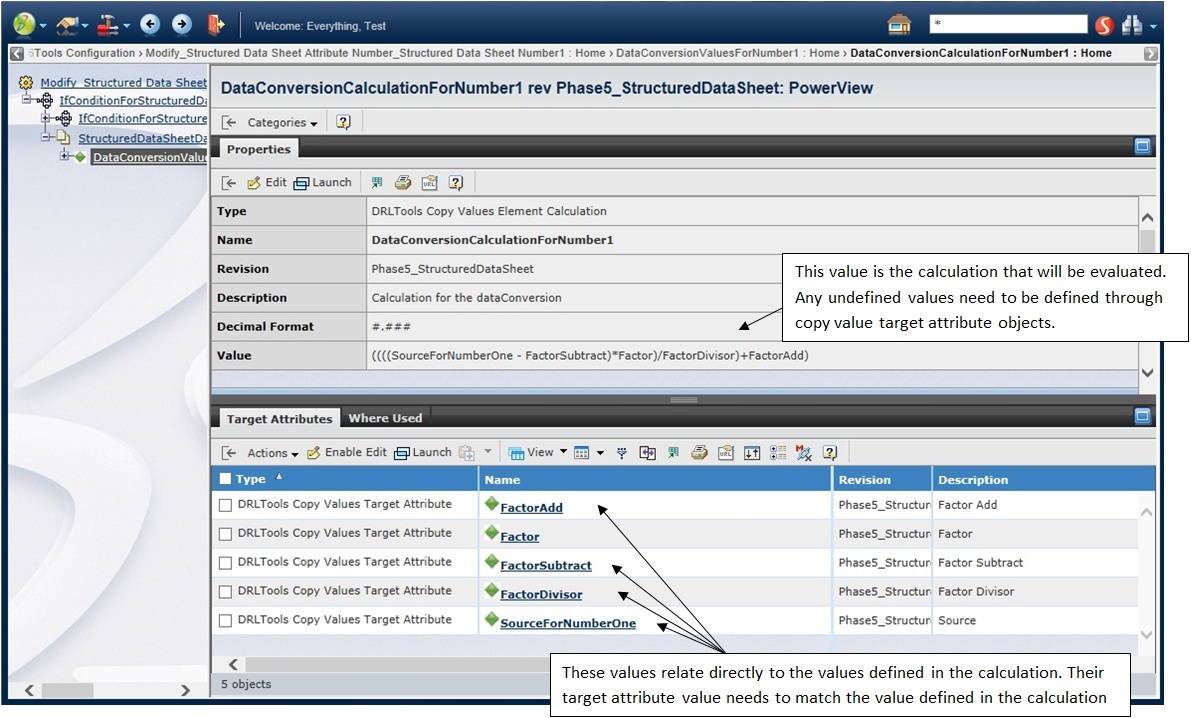 Welcome: Everything, Test
*
Tools Configuration › Modify_Structured Data Sheet Attribute Number_Structured Data Sheet Number1 : Home › DataConversionValuesForNumber1 : Home › DataConversionCalculationForNumber1 : Home
Modify_Structured Data Sheet
IfConditionForStructuredDa
IfConditionForStructure
StructuredDataSheetDa
DataConversionValu
DataConversionCalculationForNumber1 rev Phase5_StructuredDataSheet: PowerView
Categories
Properties
Edit Launch
Type DRLTools Copy Values Element Calculation
Name DataConversionCalculationForNumber1
Revision Phase5_StructuredDataSheet
Description Calculation for the dataConversion
Decimal Format #.###
Value ((((SourceForNumberOne - FactorSubtract)*Factor)/FactorDivisor)+FactorAdd)
This value is the calculation that will be evaluated.
Any undefined values need to be defined through
copy value target attribute objects.
Target Attributes Where Used
Actions Enable Edit Launch View
Type Name Revision Description
DRLTools Copy Values Target Attribute FactorAdd Phase5_Structur Factor Add
DRLTools Copy Values Target Attribute Factor Phase5_Structur Factor
DRLTools Copy Values Target Attribute FactorSubtract Phase5_Structur Factor Subtract
DRLTools Copy Values Target Attribute FactorDivisor Phase5_Structur Factor Divisor
DRLTools Copy Values Target Attribute SourceForNumberOne Phase5_Structur Source
5 objects
These values relate directly to the values defined in the calculation. Their
target attribute value needs to match the value defined in the calculation